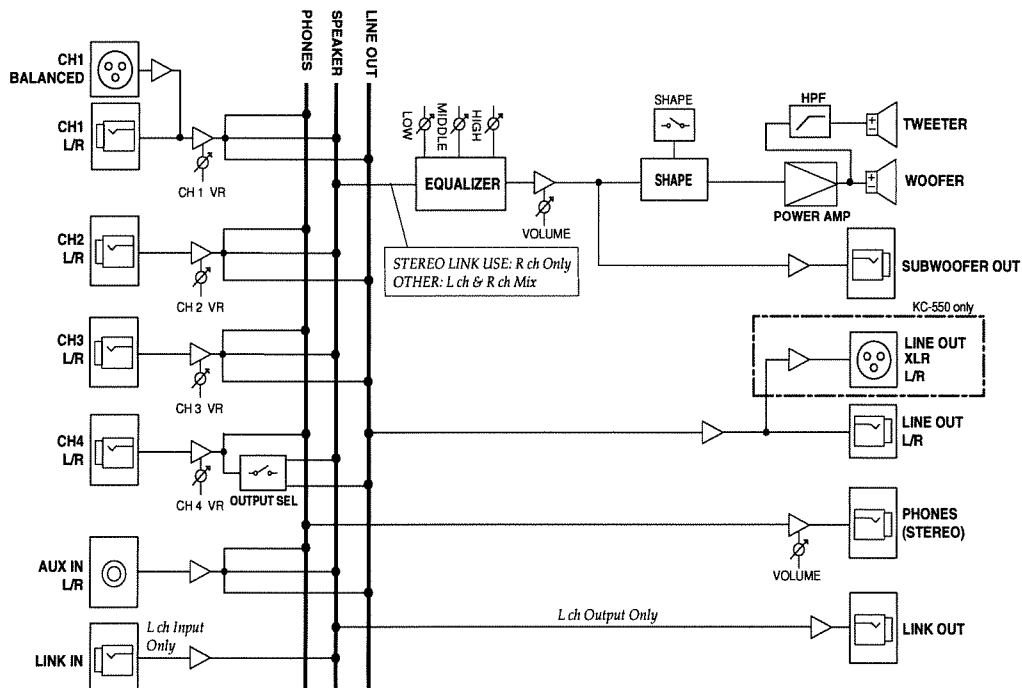 PHONES
SPEAKER
LINE OUT
CH1
BALANCED
CH1
L/R
CH 1 VR
CH2
L/R
CH 2 VR
CH3
L/R
CH 3 VR
CH4
L/R
CH 4 VR
OUTPUT SEL
AUX IN
L/R
L ch Input
Only
LINK IN
LOW
MIDDLE
HIGH
EQUALIZER
VOLUME
STEREO LINK USE: R ch Only
OTHER: L ch & R ch Mix
SHAPE
SHAPE
HPF
POWER AMP
+
−
TWEETER
+
−
WOOFER
SUBWOOFER OUT
KC-550 only
LINE OUT
XLR
L/R
LINE OUT
L/R
PHONES
(STEREO)
VOLUME
L ch Output Only
LINK OUT